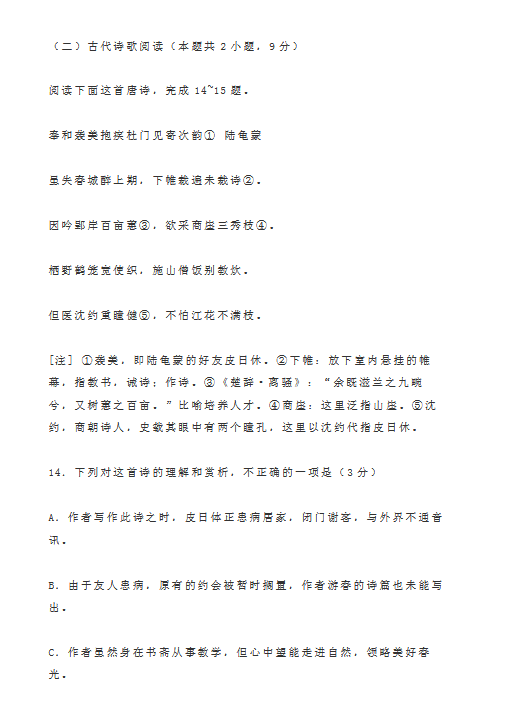 （二）古代诗歌阅读（本题共2小题，9分）
阅读下面这首唐诗，完成14~15题。
奉和袭美抱疾杜门见寄次韵① 陆龟蒙
虽失春城醉上期，下帷裁遍未裁诗②。
因吟郢岸百亩蕙③，欲采商崖三秀枝④。
栖野鹤笼宽使织，施山僧饭别教炊。
但医沈约重瞳健⑤，不怕江花不满枝。
[注] ①袭美，即陆龟蒙的好友皮日休。②下帷：放下室内悬挂的帷
幕，指教书，诫诗；作诗。③《楚辞·离骚》：“余既滋兰之九畹
兮，又树蕙之百亩。”比喻培养人才。④商崖：这里泛指山崖。⑤沈
约，商朝诗人，史载其眼中有两个瞳孔，这里以沈约代指皮日休。
14．下列对这首诗的理解和赏析，不正确的一项是（3分）
A．作者写作此诗之时，皮日体正患病居家，闭门谢客，与外界不通音
讯。
B．由于友人患病，原有的约会被暂时搁置，作者游春的诗篇也未能写
出。
C．作者虽然身在书斋从事教学，但心中望能走进自然，领略美好春
光。